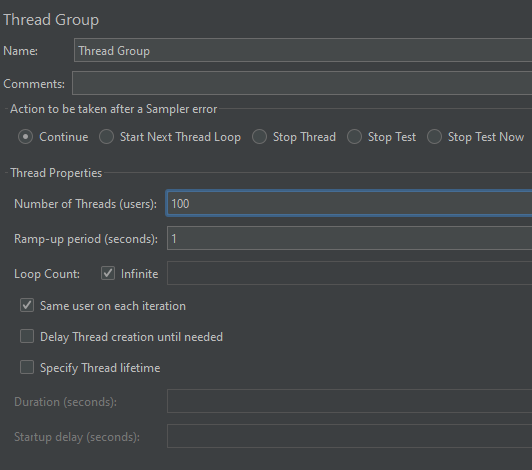 Thread Group
Name: Thread Group
Comments:
Action to be taken after a Sampler error
Continue Start Next Thread Loop Stop Thread Stop Test Stop Test Now
Thread Properties
Number of Threads (users): 100
Ramp-up period (seconds): 1
Loop Count: Infinite
Same user on each iteration
Delay Thread creation until needed
Specify Thread lifetime
Duration (seconds):
Startup delay (seconds):